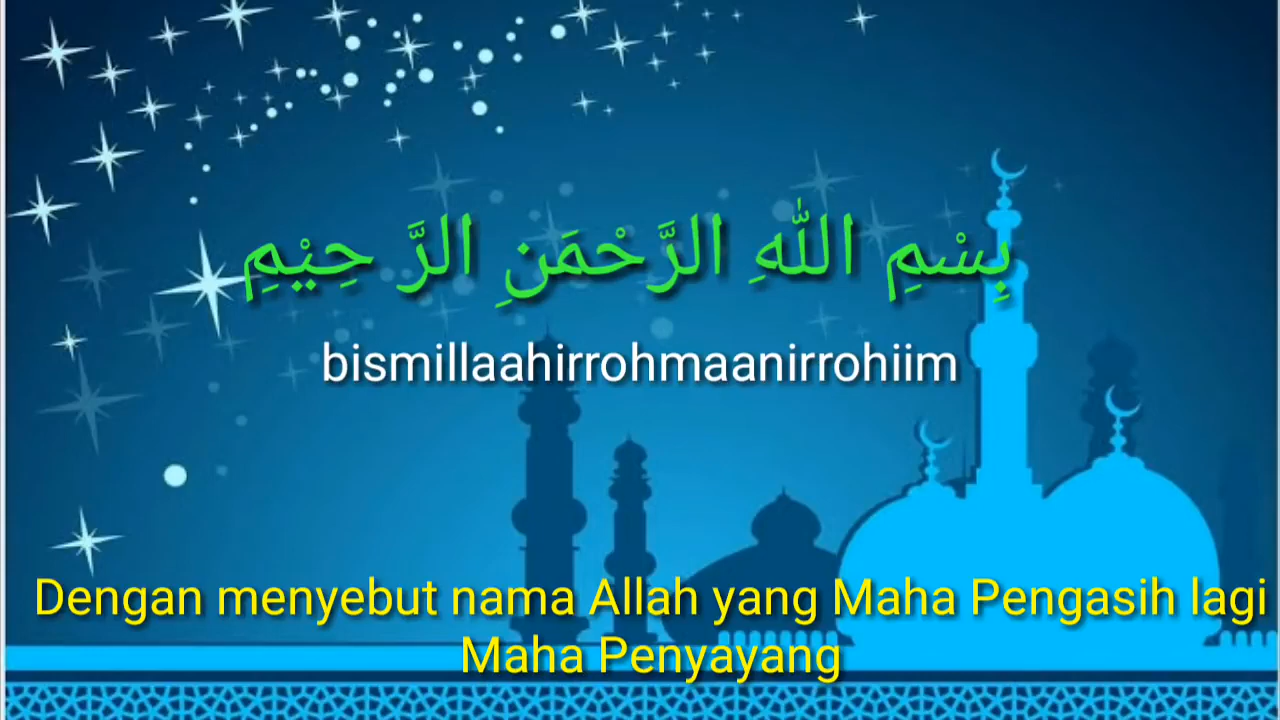 بِسْمِ اللّٰهِ الرَّحْمَنِ الرَّ حِيْمِ
bismillaahirrohmaanirrohiim
Dengan menyebut nama Allah yang Maha Pengasih lagi
Maha Penyayang